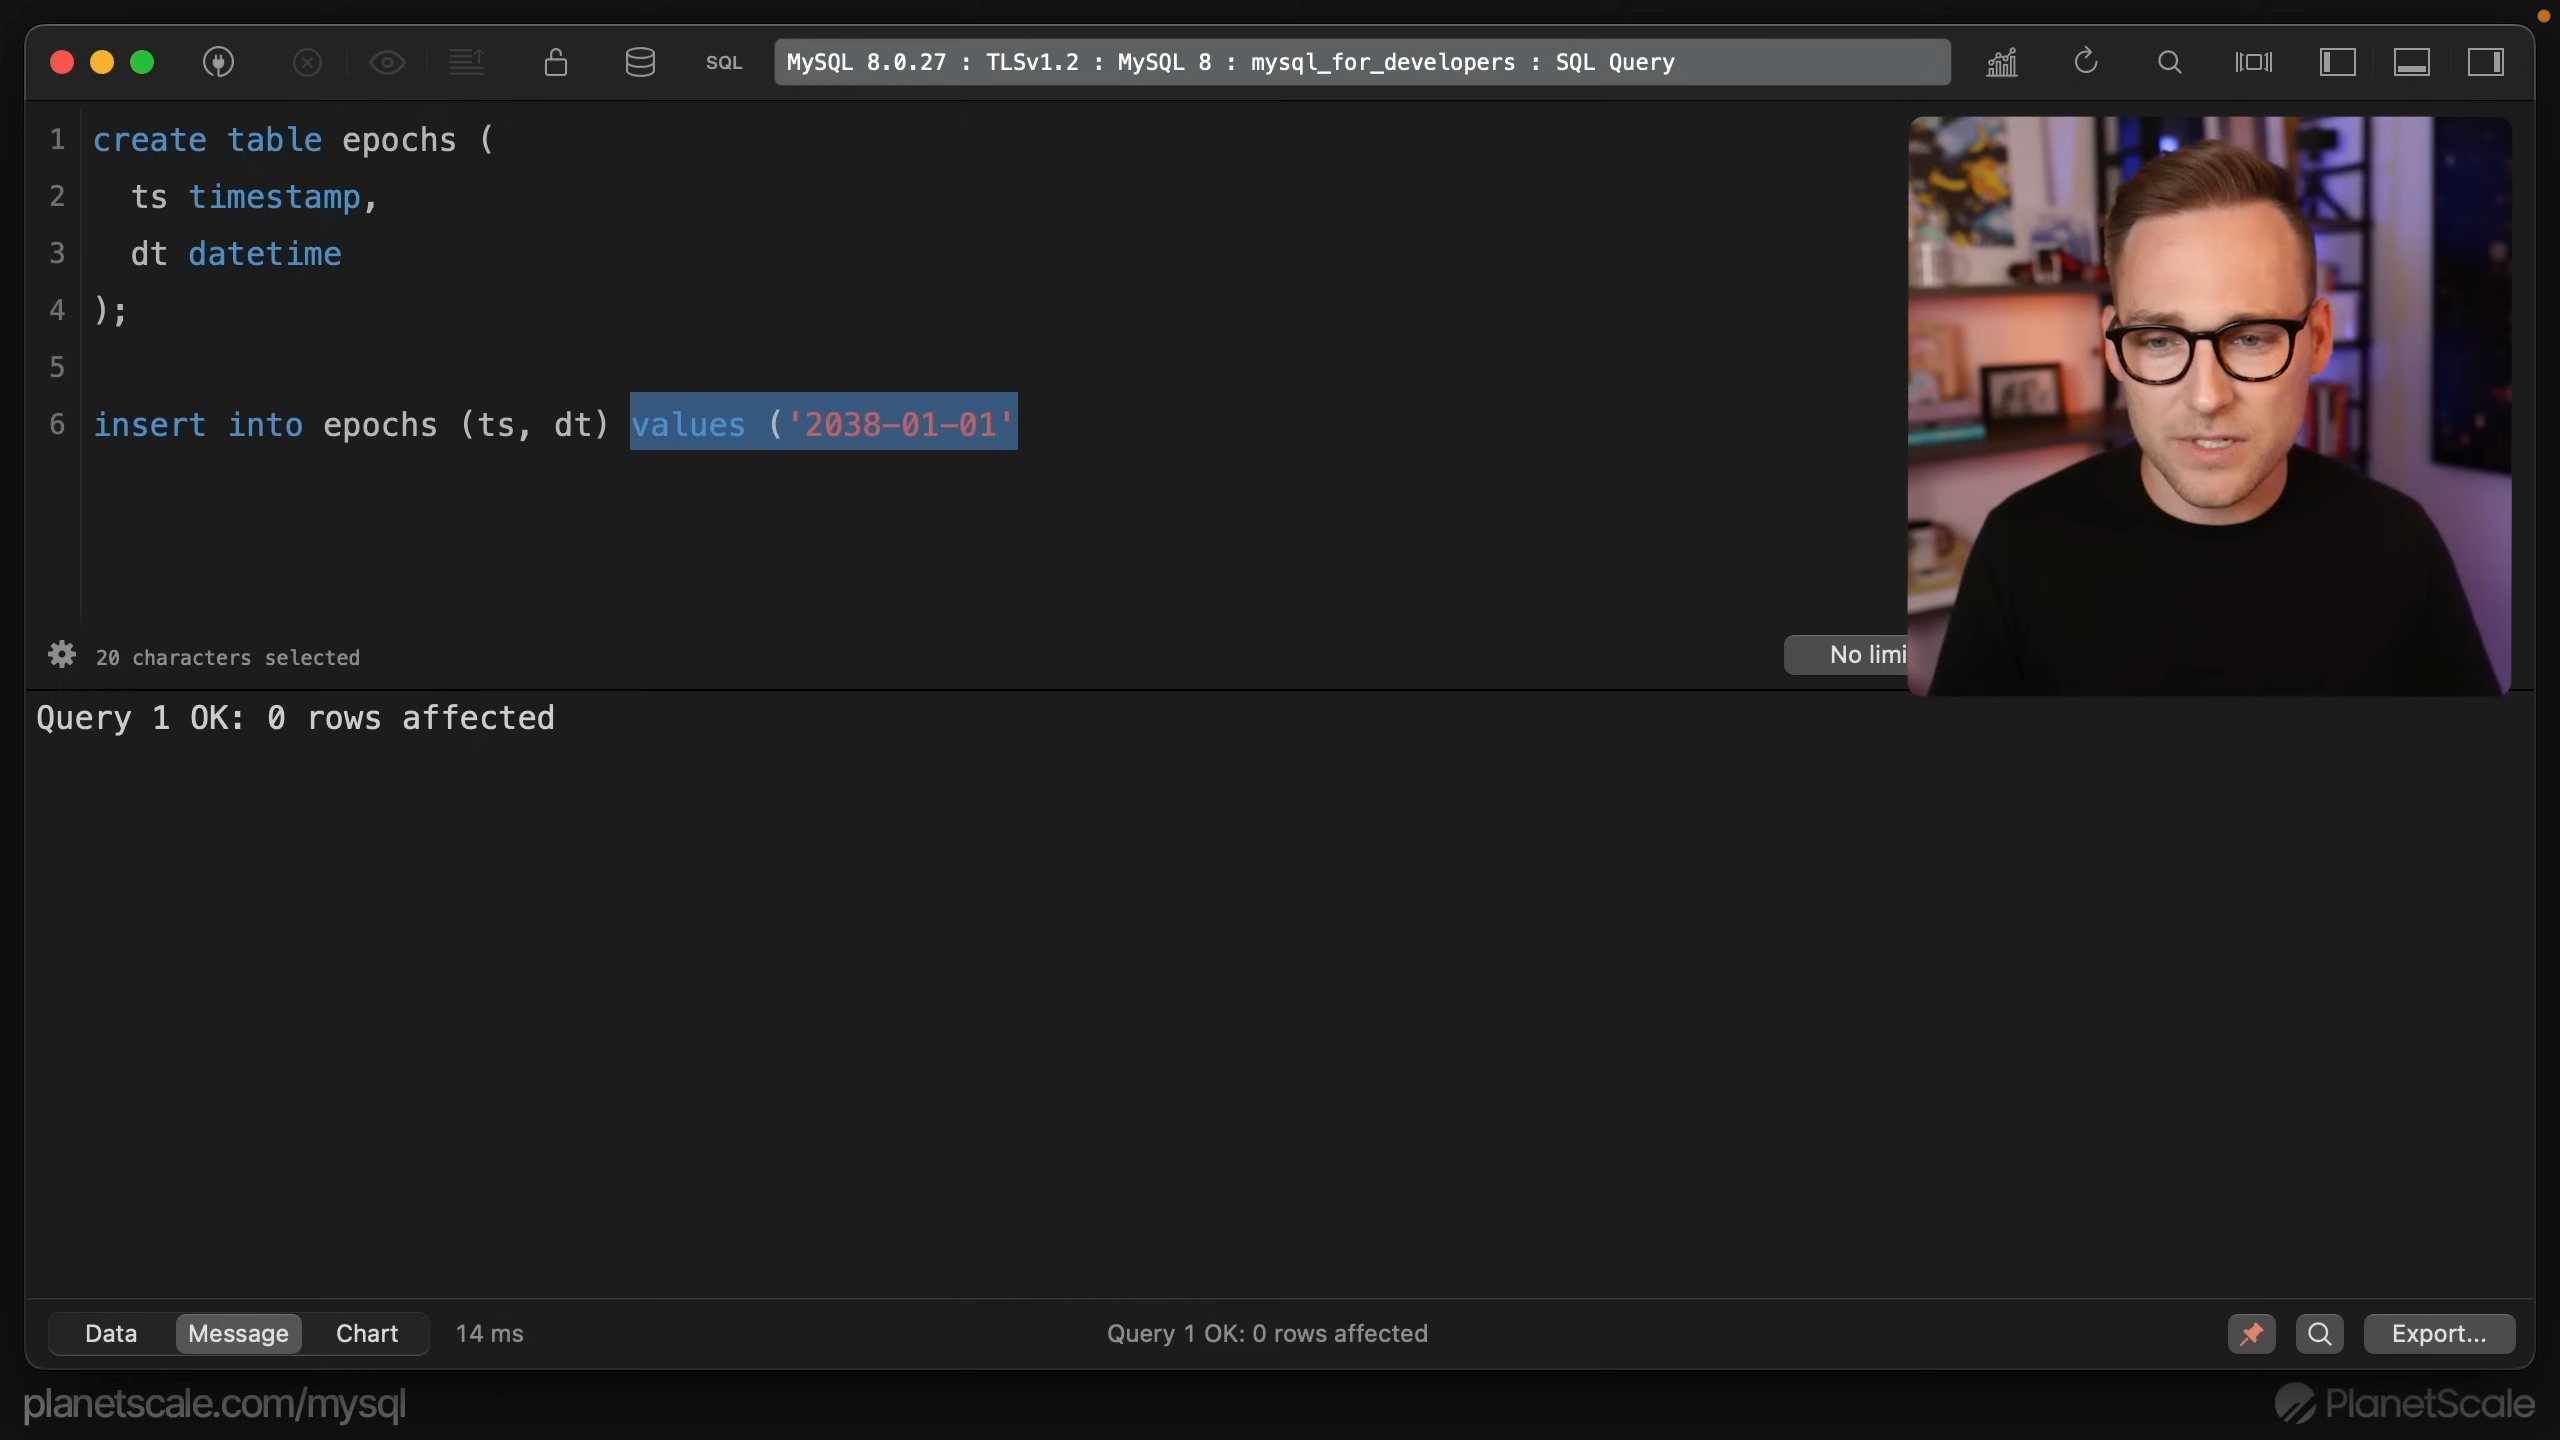 SQL
MySQL 8.0.27 : TLSv1.2 : MySQL 8 : mysql_for_developers : SQL Query
1 create table epochs (
2 ts timestamp,
3 dt datetime
4 );
5
6 insert into epochs (ts, dt) values ('2038-01-01'
20 characters selected
No limi
Query 1 OK: 0 rows affected
Data Message Chart 14 ms Query 1 OK: 0 rows affected Export...
planetscale.com/mysql PlanetScale